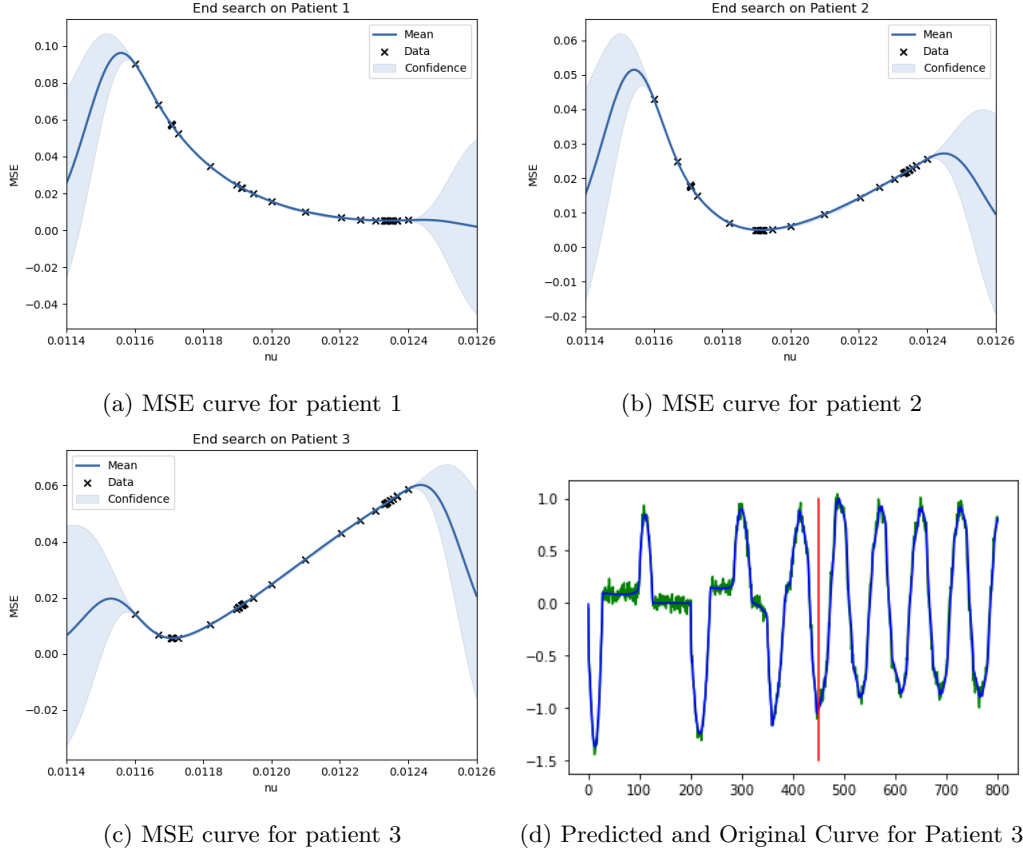 End search on Patient 1
Mean
Data
Confidence
0.10
0.08
0.06
0.04
0.02
0.00
−0.02
−0.04
MSE
0.0114 0.0116 0.0118 0.0120 0.0122 0.0124 0.0126
nu
(a) MSE curve for patient 1
End search on Patient 2
Mean
Data
Confidence
0.06
0.05
0.04
0.03
0.02
0.01
0.00
−0.01
−0.02
MSE
0.0114 0.0116 0.0118 0.0120 0.0122 0.0124 0.0126
nu
(b) MSE curve for patient 2
End search on Patient 3
Mean
Data
Confidence
0.06
0.04
0.02
0.00
−0.02
MSE
0.0114 0.0116 0.0118 0.0120 0.0122 0.0124 0.0126
nu
(c) MSE curve for patient 3
1.0
0.5
0.0
−0.5
−1.0
−1.5
0 100 200 300 400 500 600 700 800
(d) Predicted and Original Curve for Patient 3